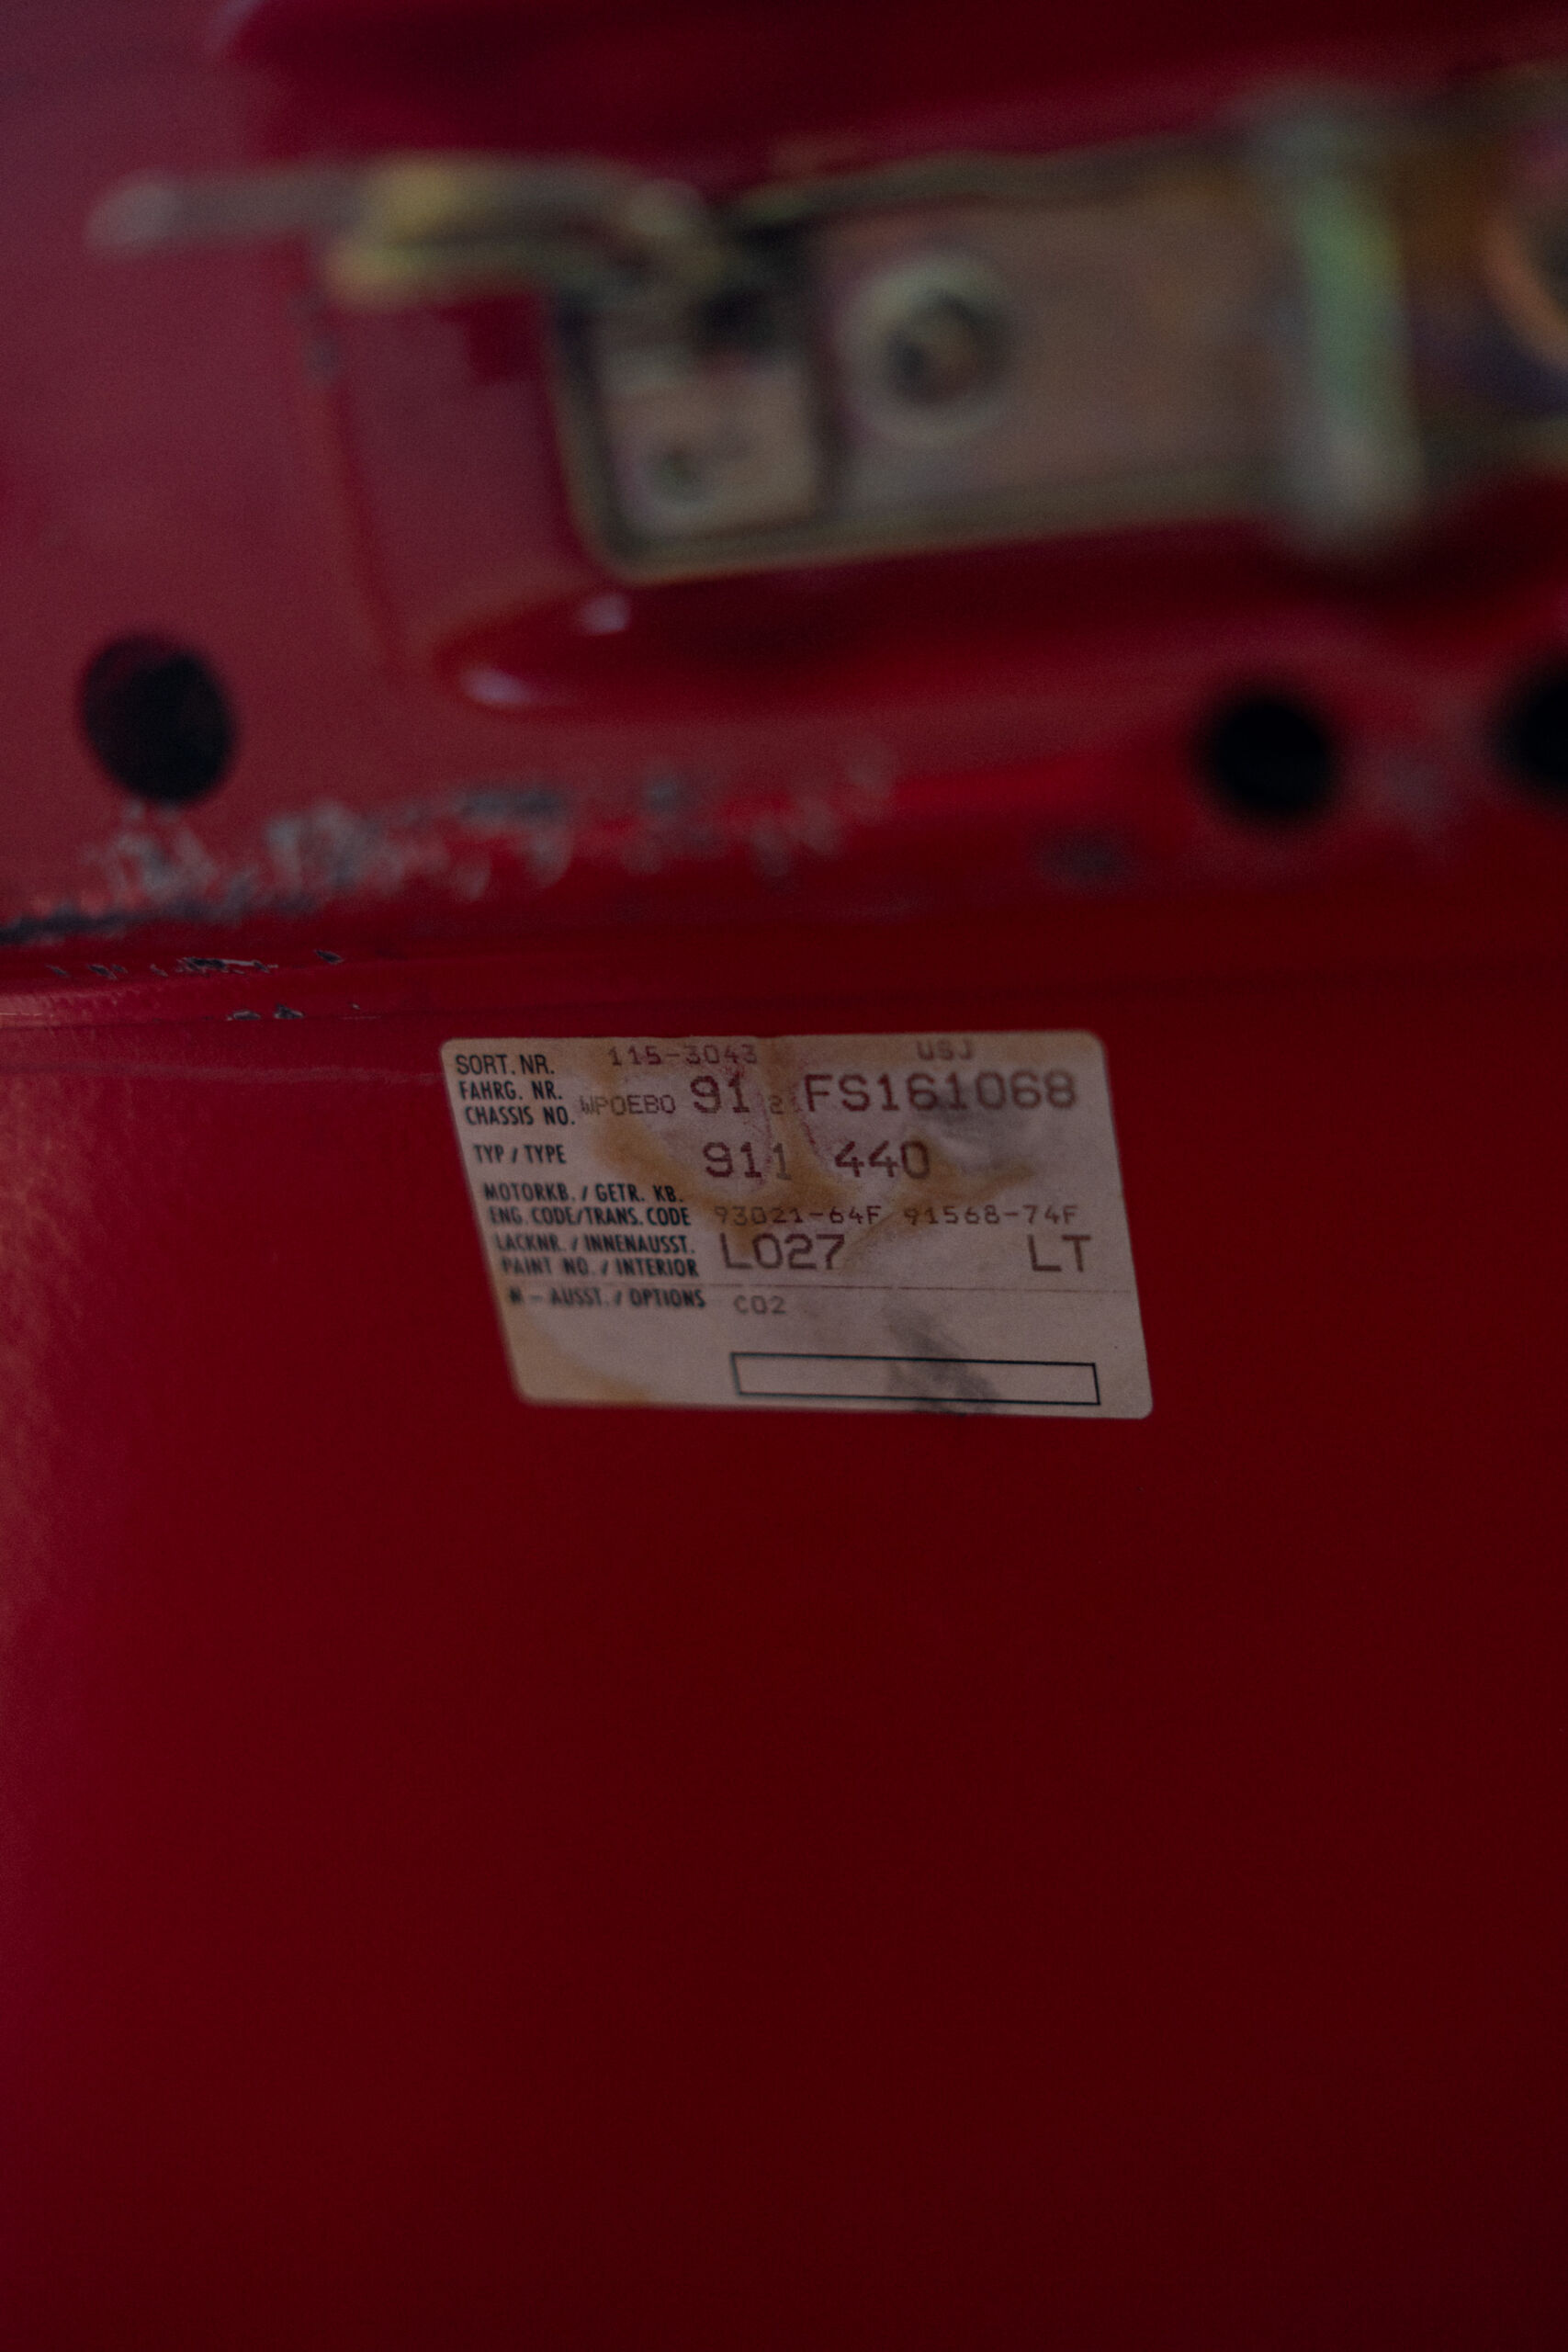 SORT. NR. 115-3043 USJ
FAHRG. NR.
CHASSIS NO. WPOEBO 91 2 FS161068
TYP / TYPE 911 440
MOTORKB. / GETR. KB.
ENG. CODE/TRANS. CODE 93021-64F 91568-74F
LACKNR. / INNENAUSST.
PAINT NO. / INTERIOR L027 LT
M - AUSST. / OPTIONS C02